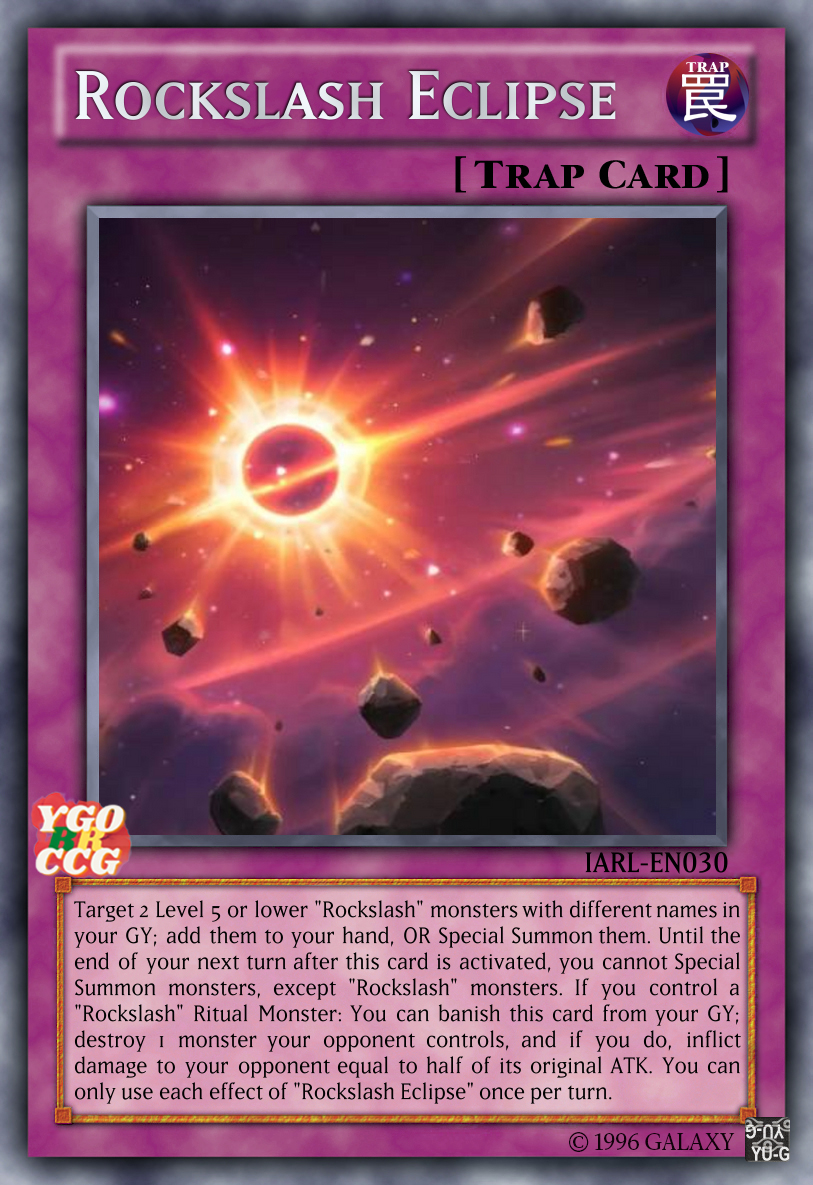 Rockslash Eclipse
TRAP
罠
[Trap Card]
YGO
BR
CCG
IARL-EN030
Target 2 Level 5 or lower "Rockslash" monsters with different names in
your GY; add them to your hand, OR Special Summon them. Until the
end of your next turn after this card is activated, you cannot Special
Summon monsters, except "Rockslash" monsters. If you control a
"Rockslash" Ritual Monster: You can banish this card from your GY;
destroy 1 monster your opponent controls, and if you do, inflict
damage to your opponent equal to half of its original ATK. You can
only use each effect of "Rockslash Eclipse" once per turn.
© 1996 GALAXY
YU-G
YU-G